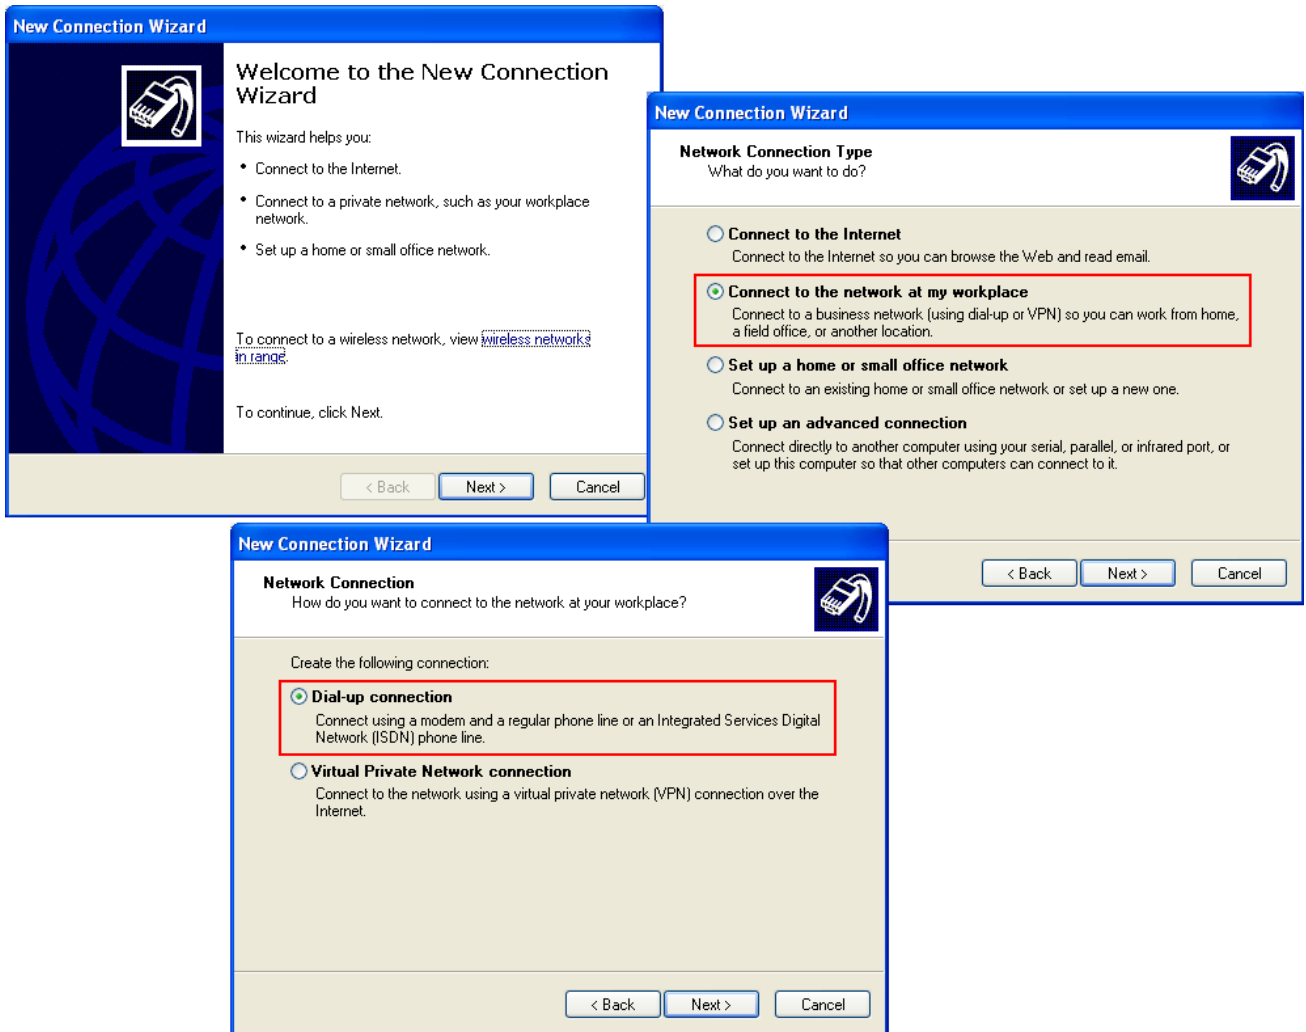 New Connection Wizard
Welcome to the New Connection
Wizard
This wizard helps you:
• Connect to the Internet.
• Connect to a private network, such as your workplace
network.
• Set up a home or small office network.
To connect to a wireless network, view wireless networks
in range.
To continue, click Next.
< Back Next > Cancel
New Connection Wizard
Network Connection Type
What do you want to do?
Connect to the Internet
Connect to the Internet so you can browse the Web and read email.
Connect to the network at my workplace
Connect to a business network (using dial-up or VPN) so you can work from home,
a field office, or another location.
Set up a home or small office network
Connect to an existing home or small office network or set up a new one.
Set up an advanced connection
Connect directly to another computer using your serial, parallel, or infrared port, or
set up this computer so that other computers can connect to it.
< Back Next > Cancel
New Connection Wizard
Network Connection
How do you want to connect to the network at your workplace?
Create the following connection:
Dial-up connection
Connect using a modem and a regular phone line or an Integrated Services Digital
Network (ISDN) phone line.
Virtual Private Network connection
Connect to the network using a virtual private network (VPN) connection over the
Internet.
< Back Next > Cancel